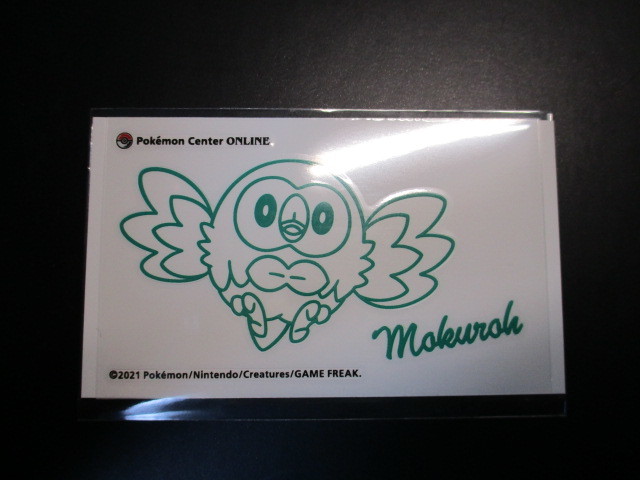 Pokémon Center ONLINE
Mokuroh
©2021 Pokémon/Nintendo/Creatures/GAME FREAK.